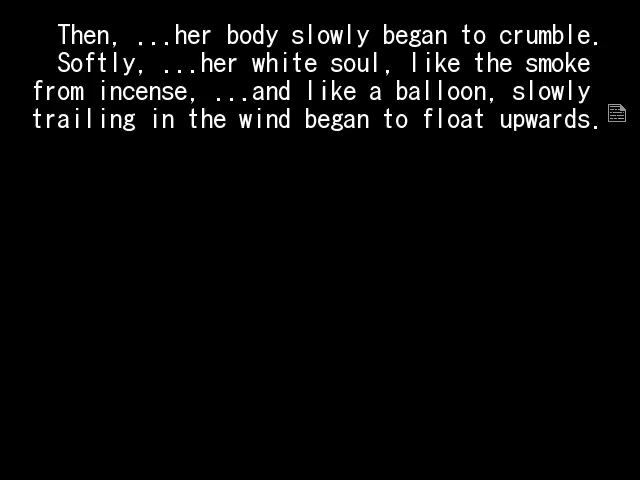 Then, ...her body slowly began to crumble.
Softly, ...her white soul, like the smoke
from incense, ...and like a balloon, slowly
trailing in the wind began to float upwards.